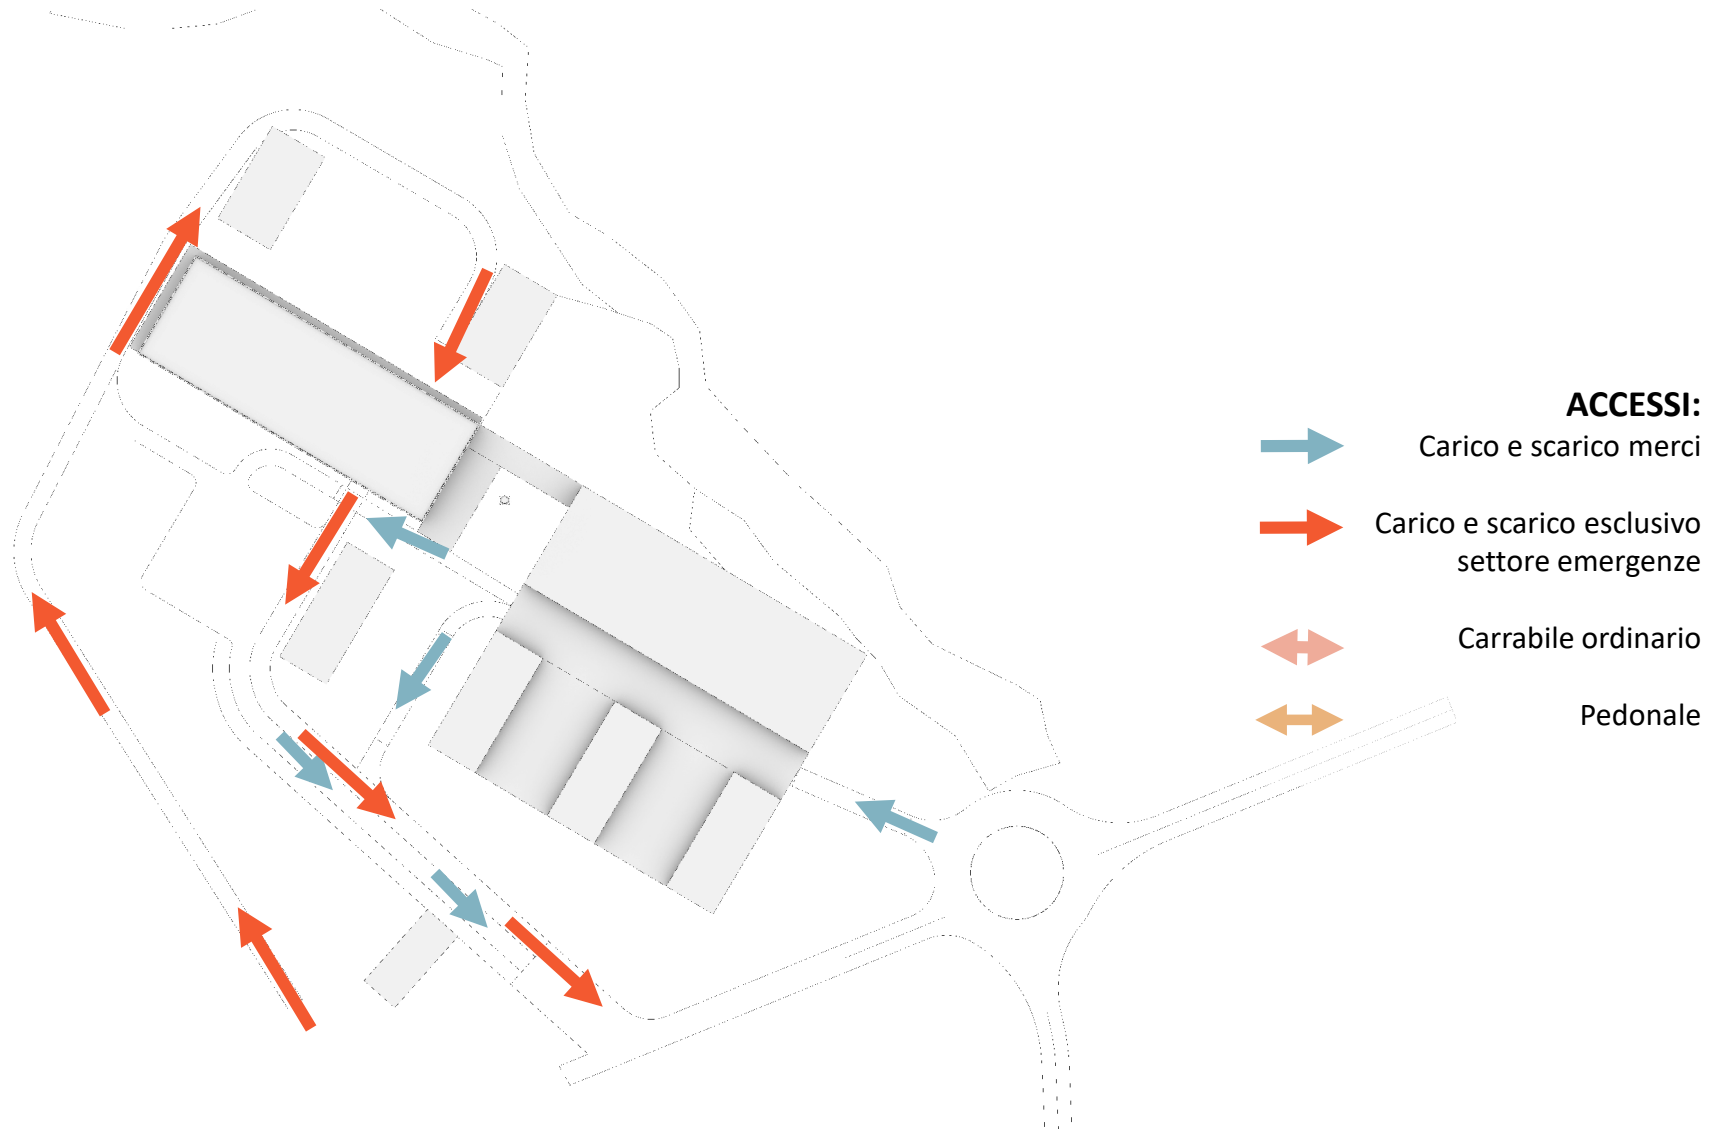 ACCESSI:
Carico e scarico merci
Carico e scarico esclusivo
settore emergenze
Carrabile ordinario
Pedonale